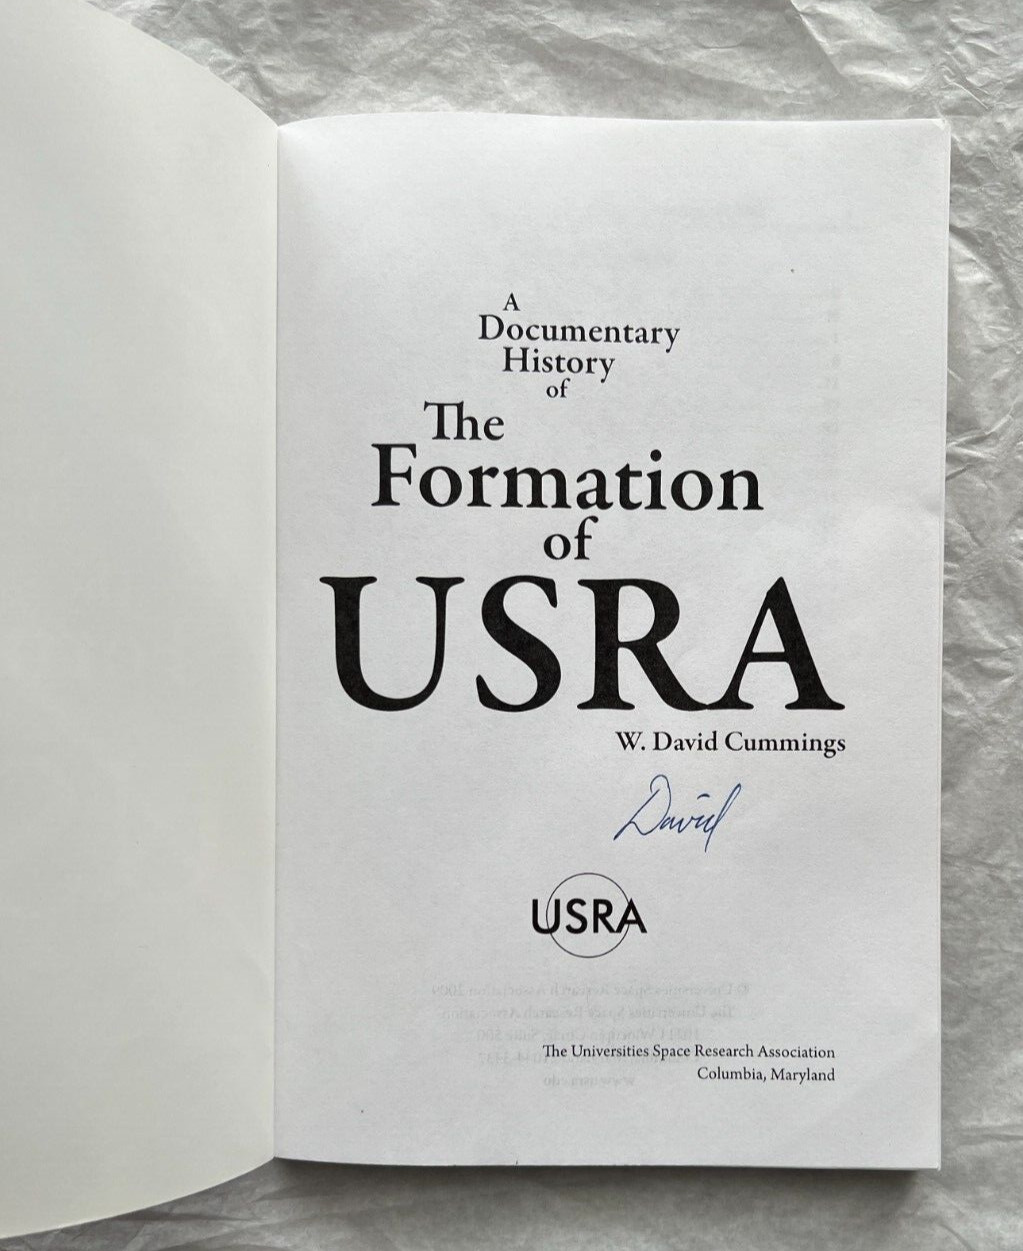 A
Documentary
History
of
The
Formation
of
USRA
W. David Cummings
David
USRA
The Universities Space Research Association
Columbia, Maryland